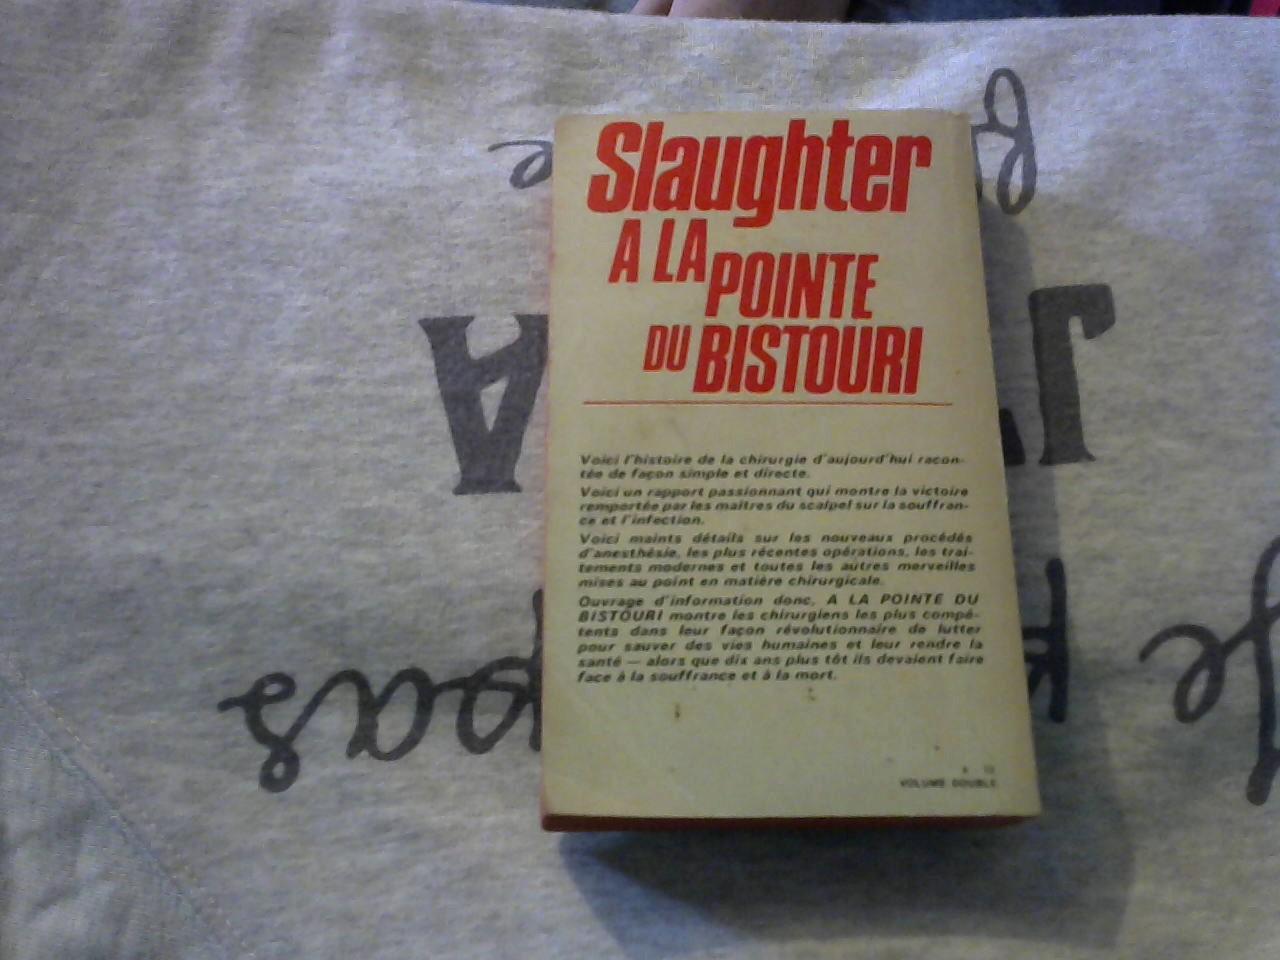 Slaughter
A LA
POINTE
DU BISTOURI
Voici l'histoire de la chirurgie d'aujourd'hui racon-
tée de façon simple et directe.
Voici un rapport passionnant qui montre la victoire
remportée par les maîtres du scalpel sur la souffran-
ce et l'infection.
Voici maints détails sur les nouveaux procédés
d'anesthésie, les plus récentes opérations, les trai-
tements modernes et toutes les autres merveilles
mises au point en matière chirurgicale.
Ouvrage d'information donc, A LA POINTE DU
BISTOURI montre les chirurgiens les plus compé-
tents dans leur façon révolutionnaire de lutter
pour sauver des vies humaines et leur rendre la
santé — alors que dix ans plus tôt ils devaient faire
face à la souffrance et à la mort.
VOLUME DOUBLE
pas